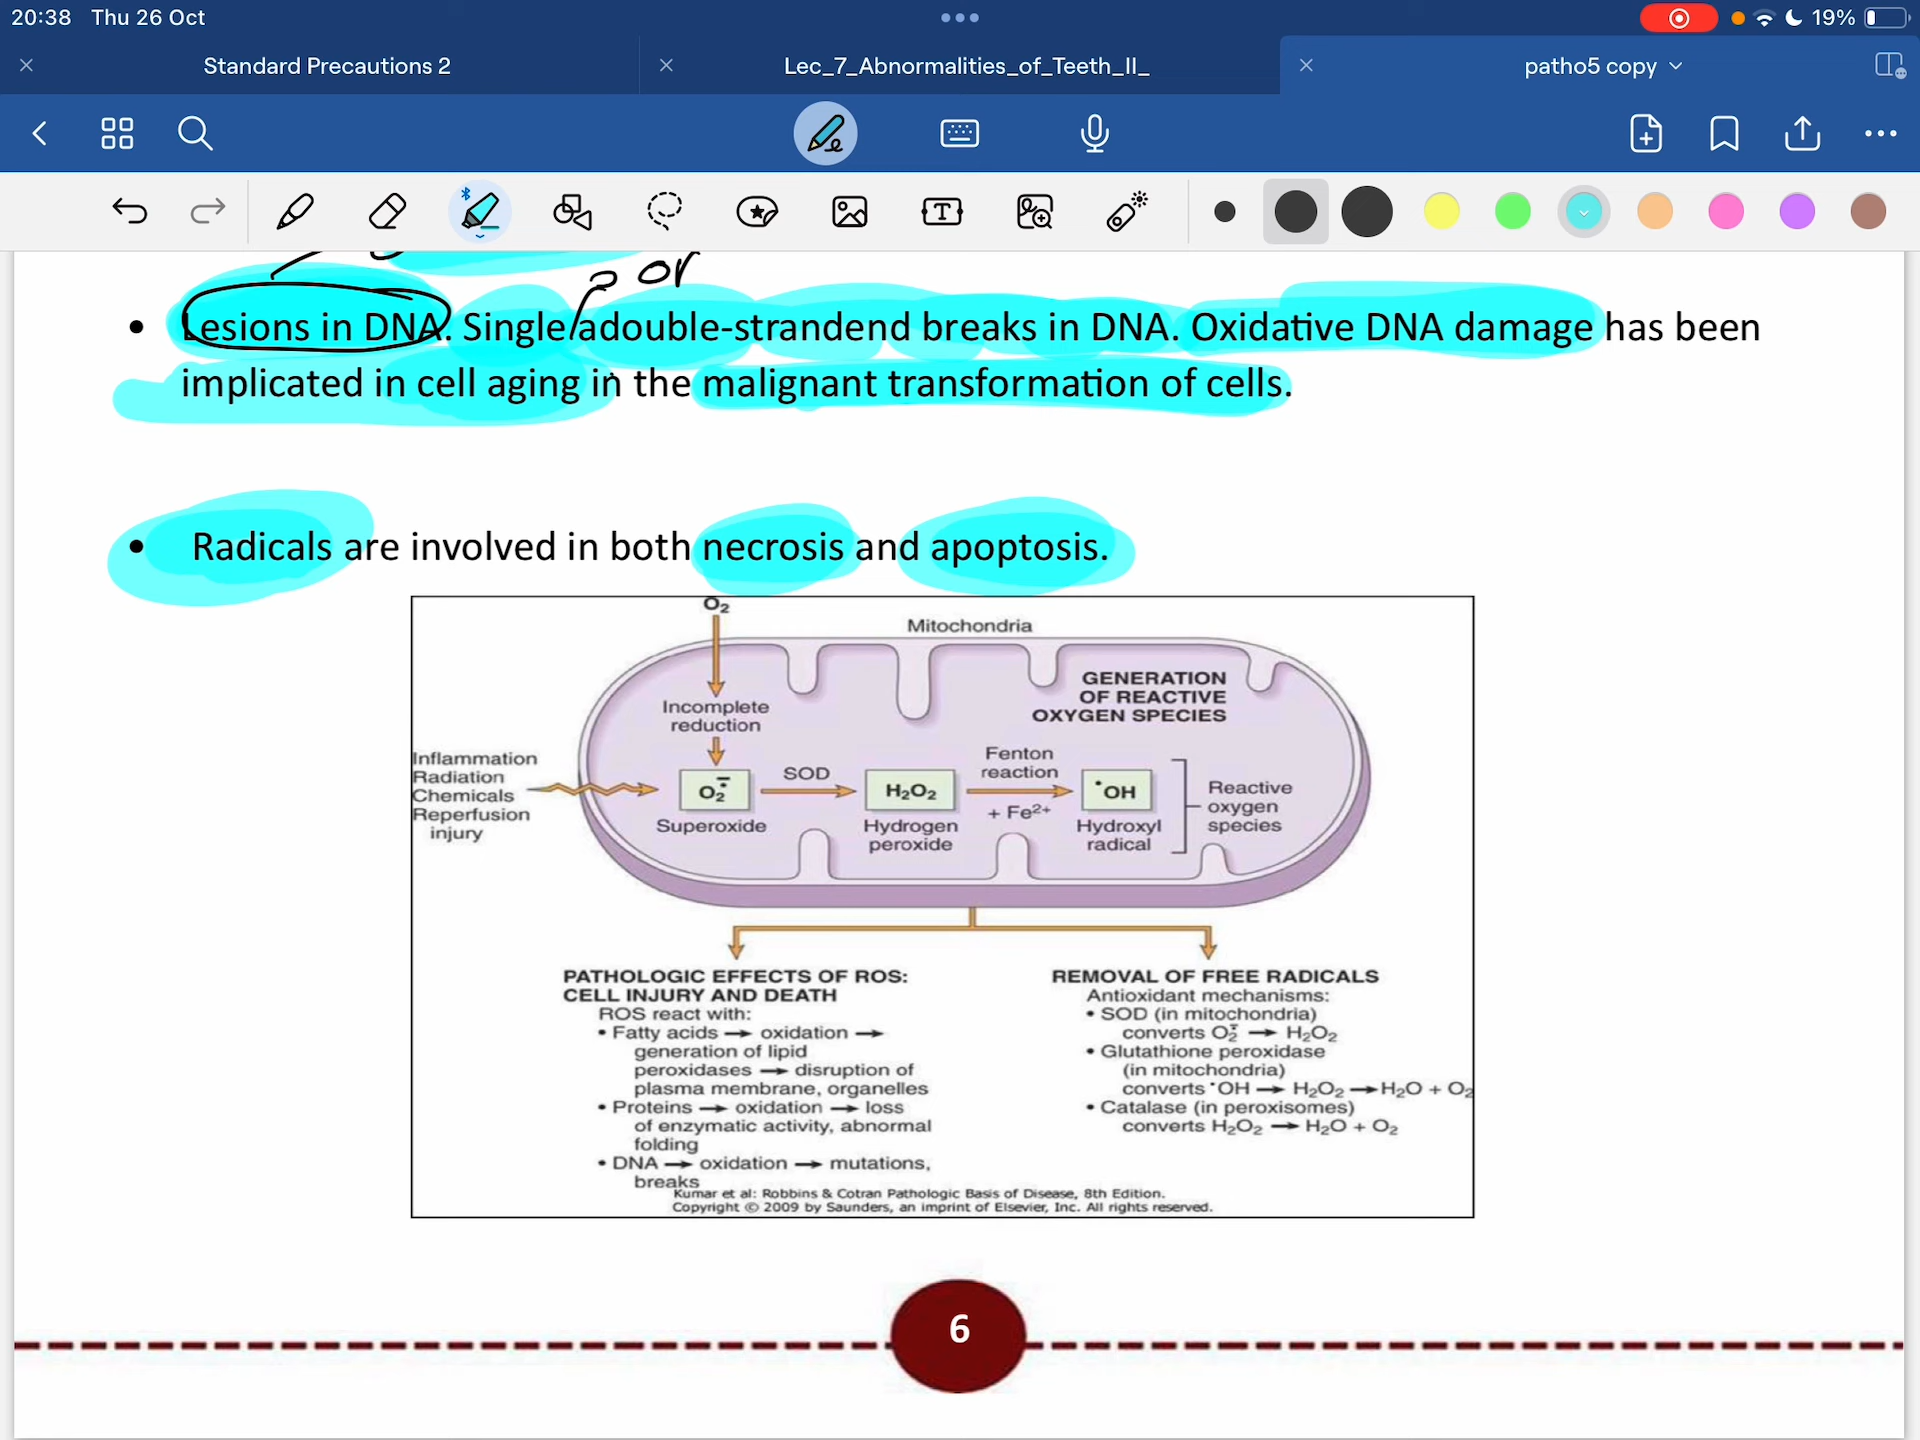 20:38 Thu 26 Oct
19%
Standard Precautions 2
Lec_7_Abnormalities_of_Teeth_II_
patho5 copy
or
• Lesions in DNA. Single/adouble-strandend breaks in DNA. Oxidative DNA damage has been
implicated in cell aging in the malignant transformation of cells.
• Radicals are involved in both necrosis and apoptosis.
O₂
Mitochondria
GENERATION
OF REACTIVE
OXYGEN SPECIES
Incomplete
reduction
Inflammation
Radiation
Chemicals
Reperfusion
injury
O₂•̅
Superoxide
SOD
H₂O₂
Hydrogen
peroxide
Fenton
reaction
+ Fe²⁺
•OH
Hydroxyl
radical
Reactive
oxygen
species
PATHOLOGIC EFFECTS OF ROS:
CELL INJURY AND DEATH
ROS react with:
• Fatty acids → oxidation →
generation of lipid
peroxidases → disruption of
plasma membrane, organelles
• Proteins → oxidation → loss
of enzymatic activity, abnormal
folding
• DNA → oxidation → mutations,
breaks
REMOVAL OF FREE RADICALS
Antioxidant mechanisms:
• SOD (in mitochondria)
converts O₂•̅ → H₂O₂
• Glutathione peroxidase
(in mitochondria)
converts •OH → H₂O₂ → H₂O + O₂
• Catalase (in peroxisomes)
converts H₂O₂ → H₂O + O₂
Kumar et al: Robbins & Cotran Pathologic Basis of Disease, 8th Edition.
Copyright © 2009 by Saunders, an imprint of Elsevier, Inc. All rights reserved.
6